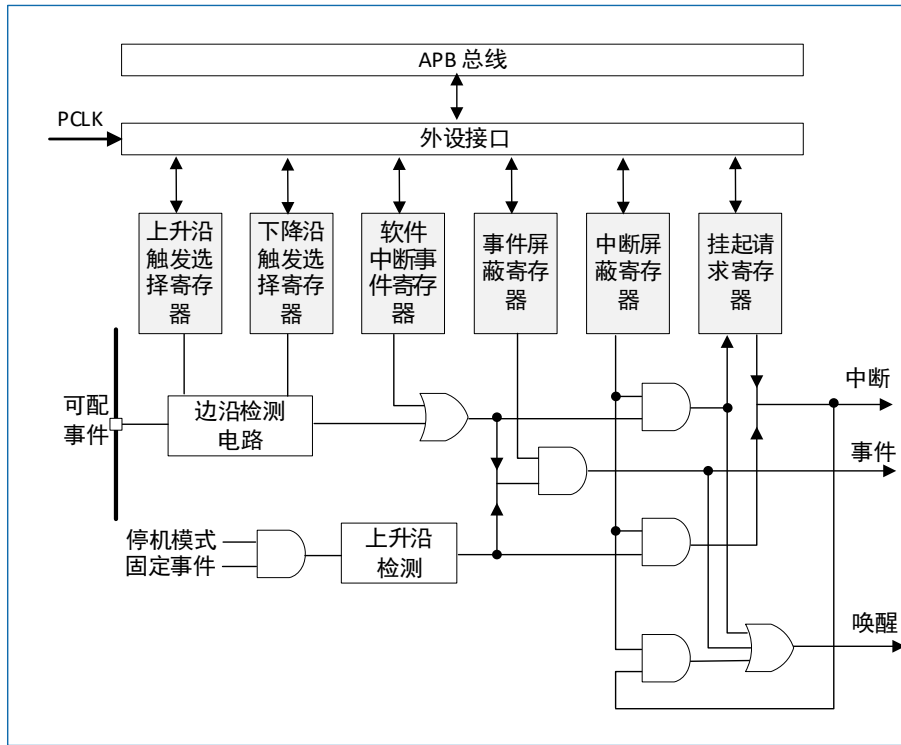 APB 总线
PCLK
外设接口
上升沿
触发选
择寄存
器
下降沿
触发选
择寄存
器
软件
中断事
件寄存
器
事件屏
蔽寄存
器
中断屏
蔽寄存
器
挂起请
求寄存
器
中断
可配
事件
边沿检测
电路
事件
停机模式
固定事件
上升沿
检测
唤醒